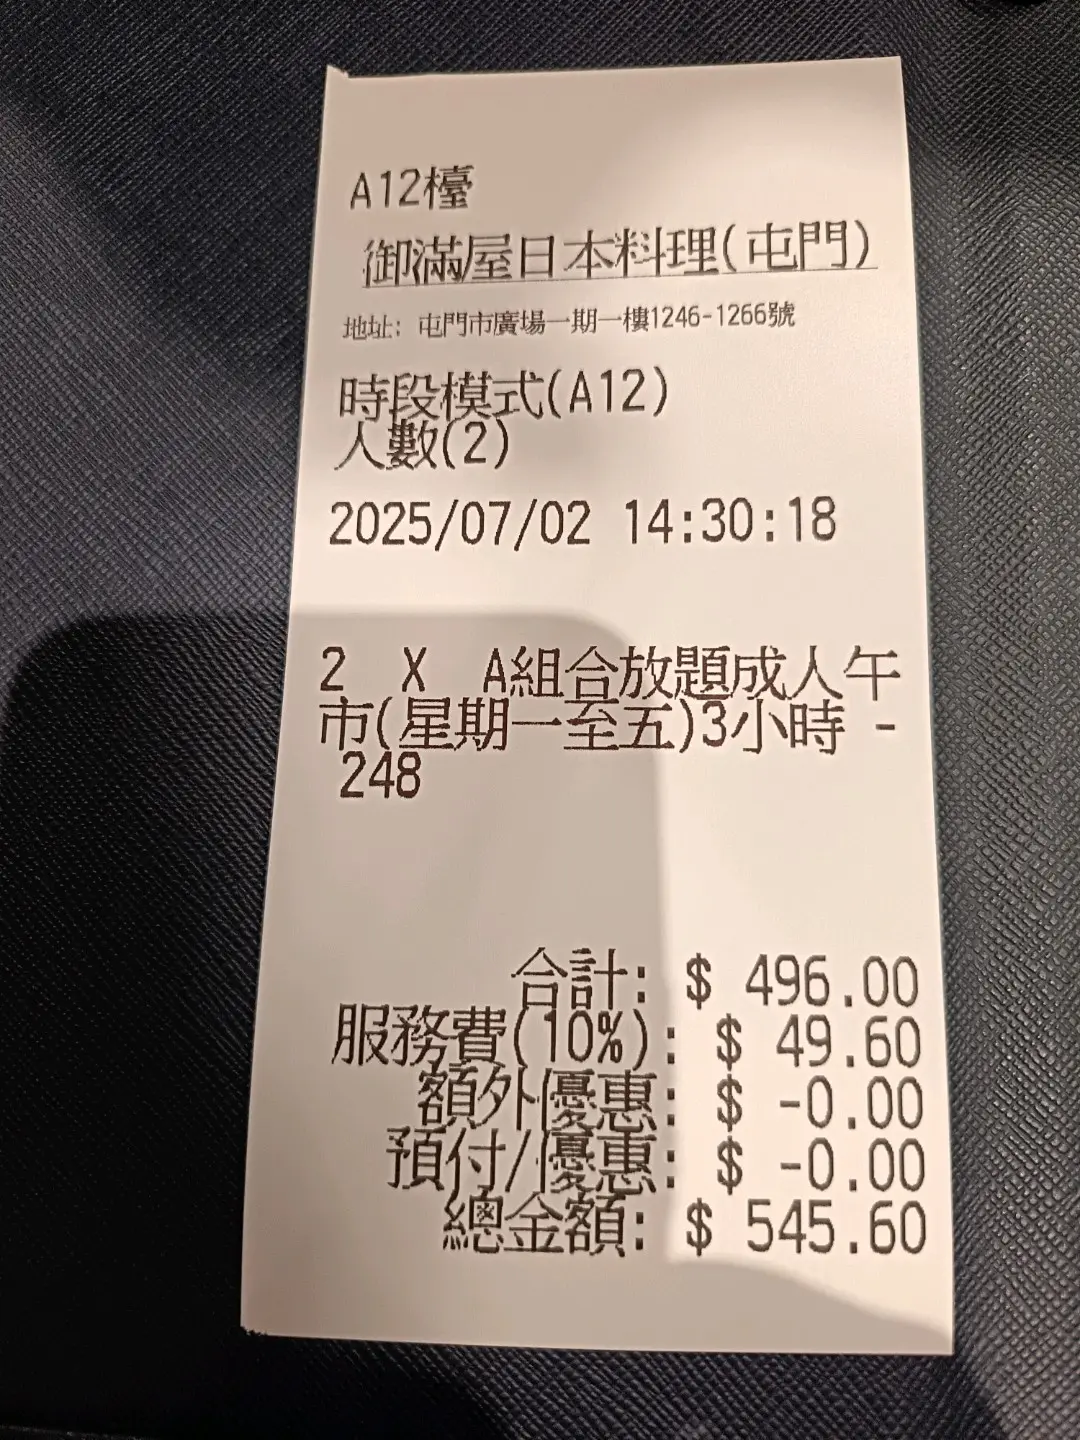 A12檯
御滿屋日本料理(屯門)
地址: 屯門市廣場一期一樓1246-1266號
時段模式(A12)
人數(2)
2025/07/02 14:30:18
2 X A組合放題成人午
市(星期一至五)3小時 -
248
合計: $ 496.00
服務費(10%): $ 49.60
額外優惠: $ -0.00
預付/優惠: $ -0.00
總金額: $ 545.60